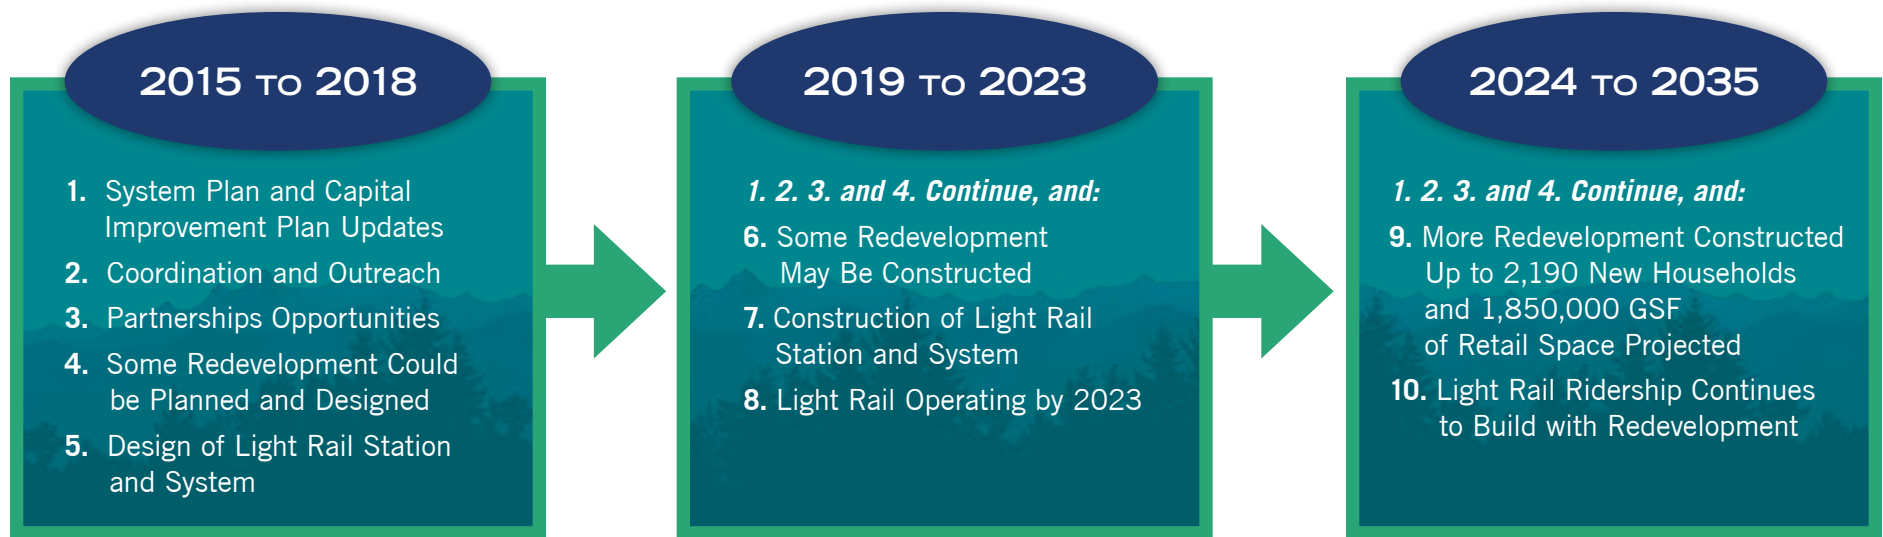 2015 TO 2018
1. System Plan and Capital
Improvement Plan Updates
2. Coordination and Outreach
3. Partnerships Opportunities
4. Some Redevelopment Could
be Planned and Designed
5. Design of Light Rail Station
and System
2019 TO 2023
1. 2. 3. and 4. Continue, and:
6. Some Redevelopment
May Be Constructed
7. Construction of Light Rail
Station and System
8. Light Rail Operating by 2023
2024 TO 2035
1. 2. 3. and 4. Continue, and:
9. More Redevelopment Constructed
Up to 2,190 New Households
and 1,850,000 GSF
of Retail Space Projected
10. Light Rail Ridership Continues
to Build with Redevelopment